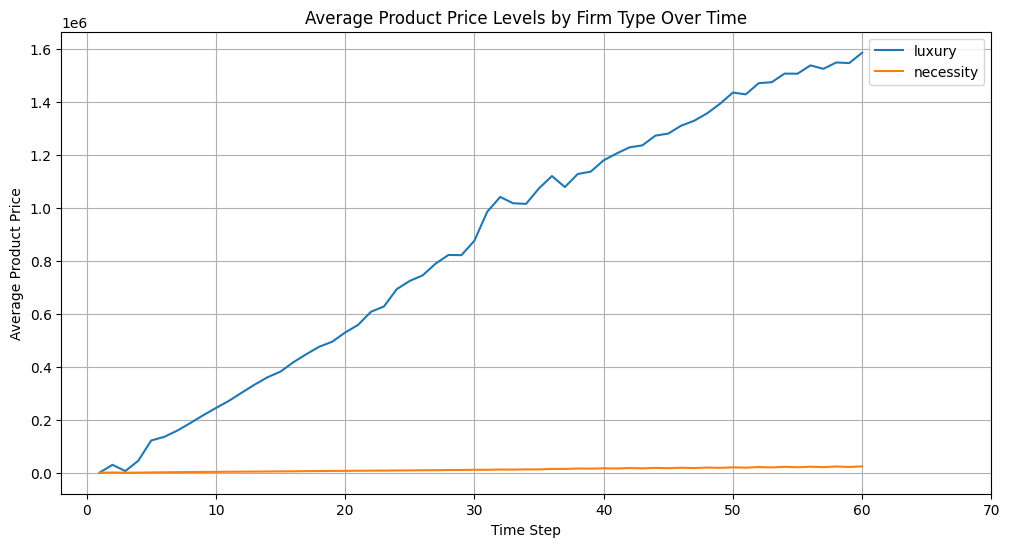 Average Product Price Levels by Firm Type Over Time
1e6
luxury
necessity
1.6
1.4
1.2
1.0
0.8
0.6
0.4
0.2
0.0
Average Product Price
0 10 20 30 40 50 60 70
Time Step